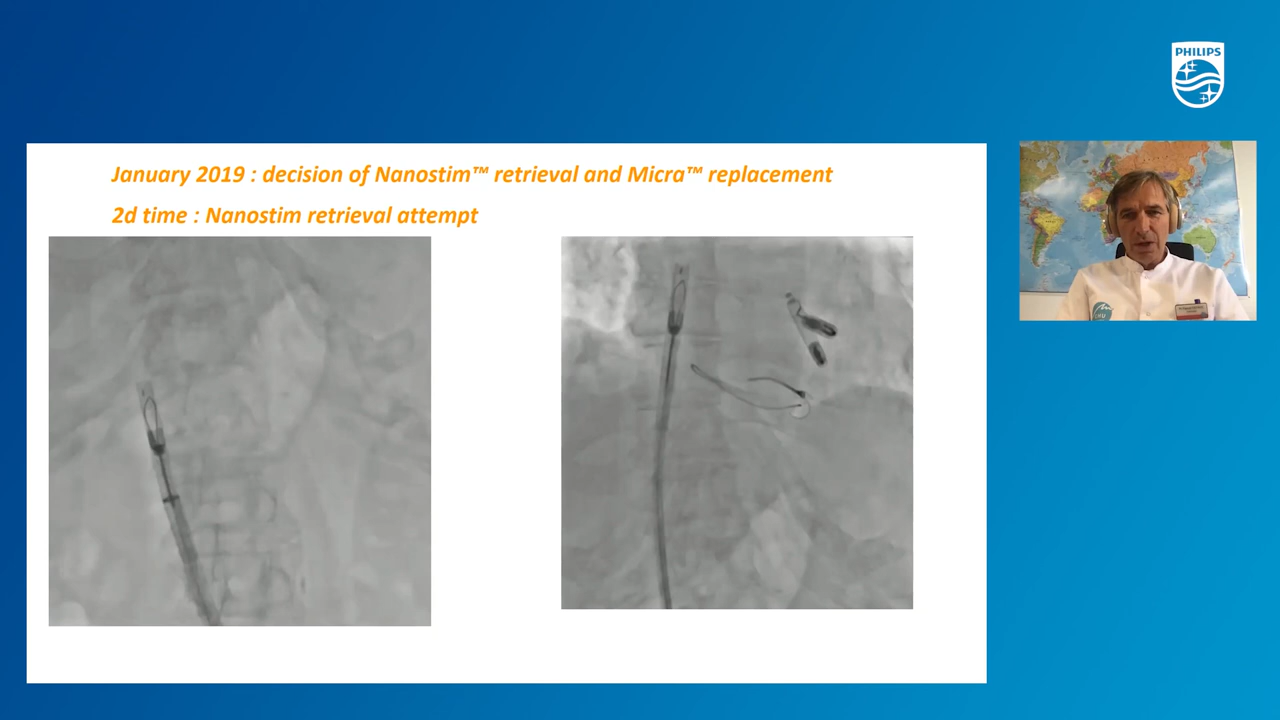 PHILIPS
January 2019 : decision of Nanostim™ retrieval and Micra™ replacement
2d time : Nanostim retrieval attempt